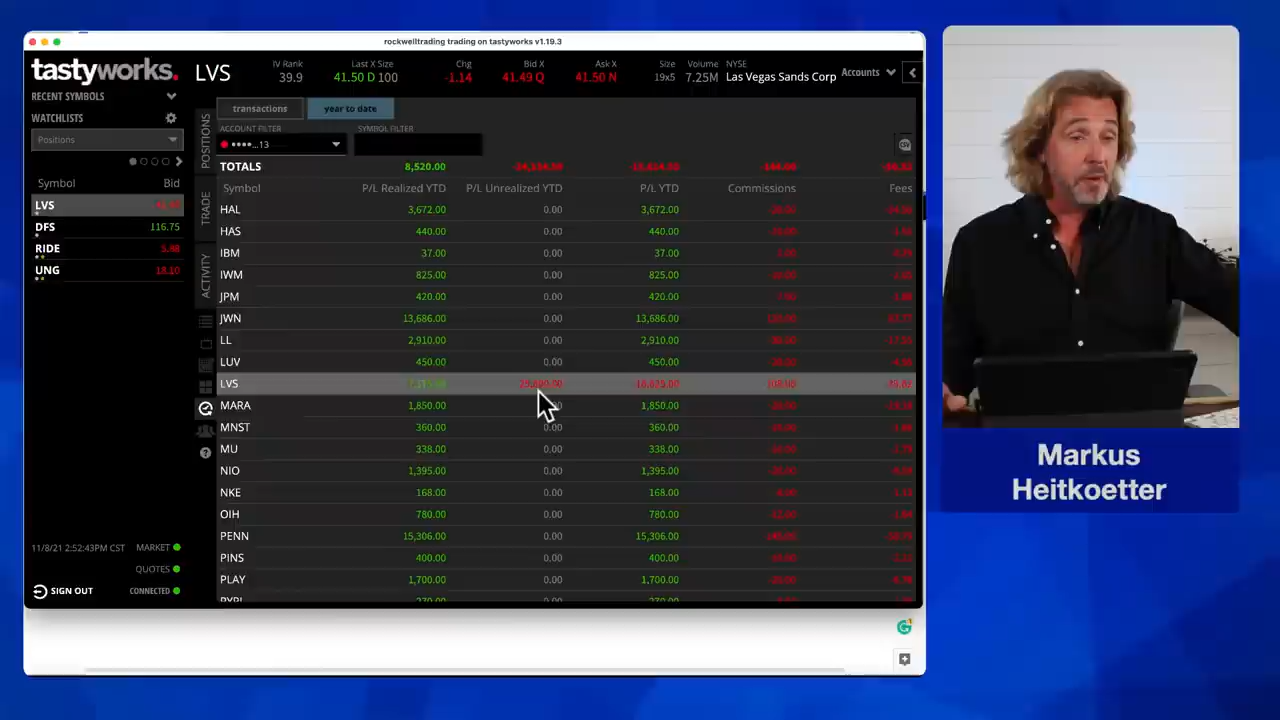 rockwelltrading trading on tastyworks v1.19.3
tastyworks.
LVS
IV Rank Last X Size Chg Bid X Ask X Size Volume NYSE
39.9 41.50 D 100 -1.14 41.49 Q 41.50 N 19x5 7.25M Las Vegas Sands Corp Accounts
RECENT SYMBOLS
WATCHLISTS
Positions
Symbol Bid
LVS
DFS 116.75
RIDE 5.38
UNG 18.10
11/8/21 2:52:43PM CST MARKET
QUOTES
SIGN OUT CONNECTED
POSITIONS
TRADE
ACTIVITY
transactions year to date
ACCOUNT FILTER SYMBOL FILTER
••••...13
TOTALS 8,520.00
Symbol P/L Realized YTD P/L Unrealized YTD P/L YTD Commissions Fees
HAL 3,672.00 0.00 3,672.00
HAS 440.00 0.00 440.00
IBM 37.00 0.00 37.00
IWM 825.00 0.00 825.00
JPM 420.00 0.00 420.00
JWN 13,686.00 0.00 13,686.00
LL 2,910.00 0.00 2,910.00
LUV 450.00 0.00 450.00
LVS
MARA 1,850.00 1,850.00
MNST 360.00 0.00 360.00
MU 338.00 0.00 338.00
NIO 1,395.00 0.00 1,395.00
NKE 168.00 0.00 168.00
OIH 780.00 0.00 780.00
PENN 15,306.00 0.00 15,306.00
PINS 400.00 0.00 400.00
PLAY 1,700.00 0.00 1,700.00
Markus
Heitkoetter